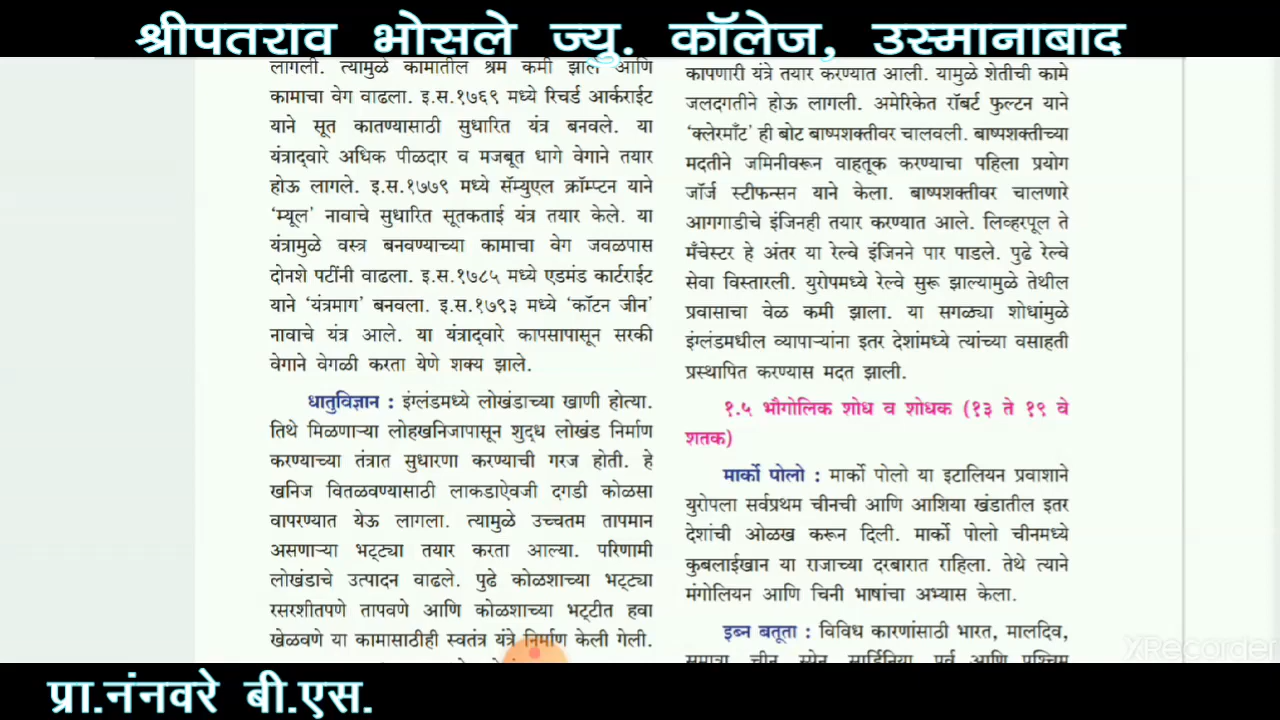 श्रीपतराव भोसले ज्यु. कॉलेज, उस्मानाबाद
लागली. त्यामुळे कामातील श्रम कमी झाले आणि
कामाचा वेग वाढला. इ.स.१७६९ मध्ये रिचर्ड आर्कराईट
याने सूत कातण्यासाठी सुधारित यंत्र बनवले. या
यंत्राद्वारे अधिक पीळदार व मजबूत धागे वेगाने तयार
होऊ लागले. इ.स.१७७९ मध्ये सॅम्युएल क्रॉम्प्टन याने
‘म्यूल’ नावाचे सुधारित सूतकताई यंत्र तयार केले. या
यंत्रामुळे वस्त्र बनवण्याच्या कामाचा वेग जवळपास
दोनशे पटींनी वाढला. इ.स.१७८५ मध्ये एडमंड कार्टराईट
याने ‘यंत्रमाग’ बनवला. इ.स.१७९३ मध्ये ‘कॉटन जीन’
नावाचे यंत्र आले. या यंत्राद्वारे कापसापासून सरकी
वेगाने वेगळी करता येणे शक्य झाले.
धातुविज्ञान : इंग्लंडमध्ये लोखंडाच्या खाणी होत्या.
तिथे मिळणाऱ्या लोहखनिजापासून शुद्ध लोखंड निर्माण
करण्याच्या तंत्रात सुधारणा करण्याची गरज होती. हे
खनिज वितळवण्यासाठी लाकडाऐवजी दगडी कोळसा
वापरण्यात येऊ लागला. त्यामुळे उच्चतम तापमान
असणाऱ्या भट्ट्या तयार करता आल्या. परिणामी
लोखंडाचे उत्पादन वाढले. पुढे कोळशाच्या भट्ट्या
रसरशीतपणे तापवणे आणि कोळशाच्या भट्टीत हवा
खेळवणे या कामासाठीही स्वतंत्र यंत्रे निर्माण केली गेली.
कापणारी यंत्रे तयार करण्यात आली. यामुळे शेतीची कामे
जलदगतीने होऊ लागली. अमेरिकेत रॉबर्ट फुल्टन याने
‘क्लेरमाँट’ ही बोट बाष्पशक्तीवर चालवली. बाष्पशक्तीच्या
मदतीने जमिनीवरून वाहतूक करण्याचा पहिला प्रयोग
जॉर्ज स्टीफन्सन याने केला. बाष्पशक्तीवर चालणारे
आगगाडीचे इंजिनही तयार करण्यात आले. लिव्हरपूल ते
मँचेस्टर हे अंतर या रेल्वे इंजिनने पार पाडले. पुढे रेल्वे
सेवा विस्तारली. युरोपमध्ये रेल्वे सुरू झाल्यामुळे तेथील
प्रवासाचा वेळ कमी झाला. या सगळ्या शोधांमुळे
इंग्लंडमधील व्यापाऱ्यांना इतर देशांमध्ये त्यांच्या वसाहती
प्रस्थापित करण्यास मदत झाली.
१.५ भौगोलिक शोध व शोधक (१३ ते १९ वे
शतक)
मार्को पोलो : मार्को पोलो या इटालियन प्रवाशाने
युरोपला सर्वप्रथम चीनची आणि आशिया खंडातील इतर
देशांची ओळख करून दिली. मार्को पोलो चीनमध्ये
कुबलाईखान या राजाच्या दरबारात राहिला. तेथे त्याने
मंगोलियन आणि चिनी भाषांचा अभ्यास केला.
इब्न बतूता : विविध कारणांसाठी भारत, मालदिव,
सुमात्रा, चीन, स्पेन, सार्डिनिया, पूर्व आणि पश्चिम
XRecorder
प्रा.नंनवरे बी.एस.